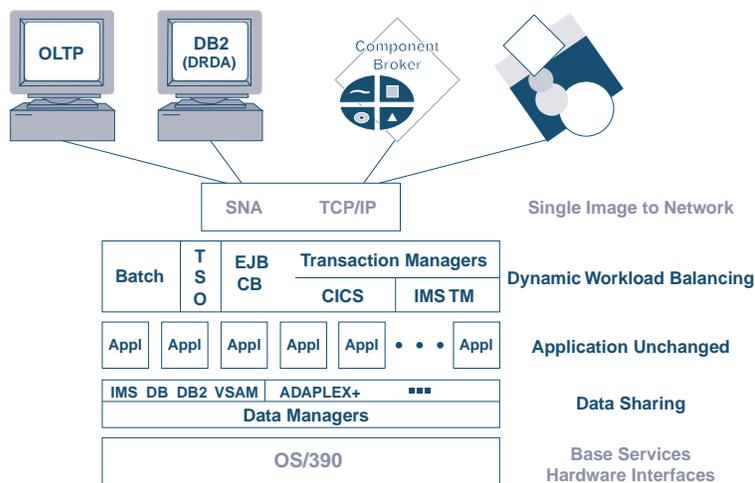 OLTP
DB2
(DRDA)
Component
Broker
SNA TCP/IP
Single Image to Network
Batch
T
S
O
EJB
CB
Transaction Managers
CICS
IMS TM
Dynamic Workload Balancing
Appl Appl Appl Appl Appl • • • Appl
Application Unchanged
IMS DB DB2 VSAM ADAPLEX+
Data Managers
Data Sharing
OS/390
Base Services
Hardware Interfaces